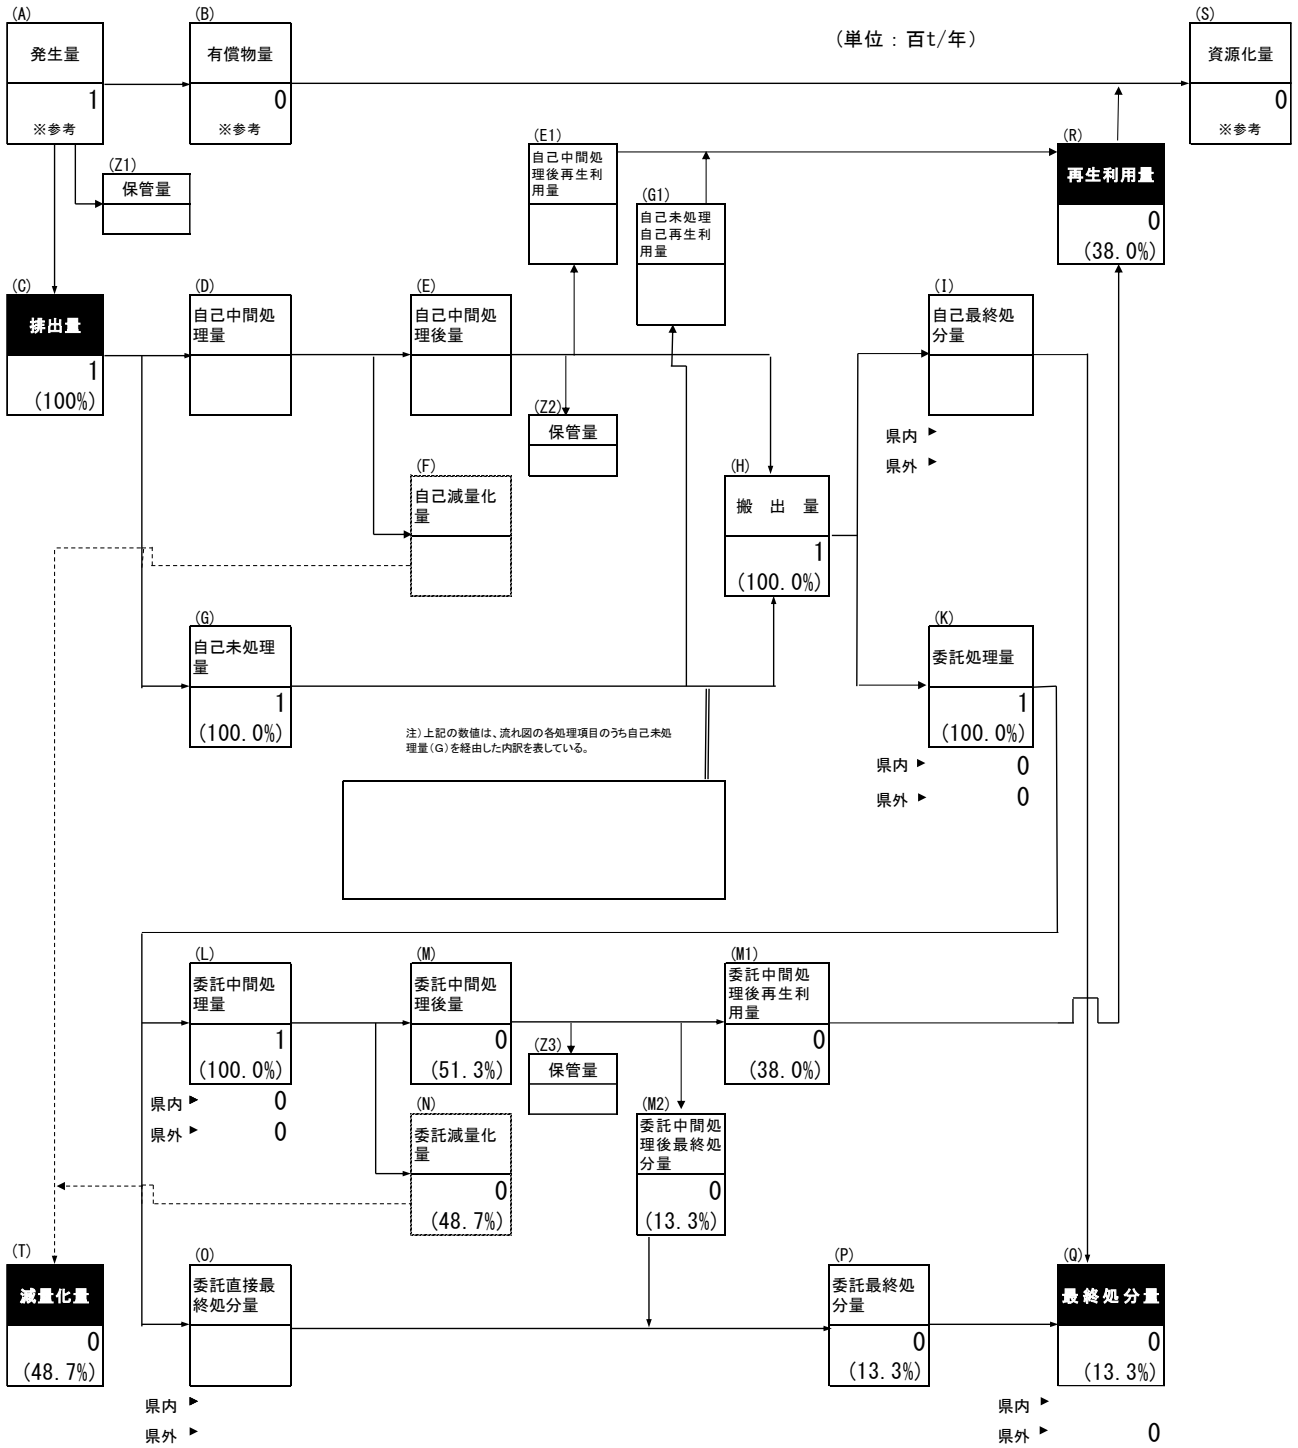 (A)
発生量
1
※参考
(B)
有償物量
0
※参考
(単位：百t/年)
(S)
資源化量
0
※参考
(Z1)
保管量
(E1)
自己中間処
理後再生利
用量
(G1)
自己未処理
自己再生利
用量
(R)
再生利用量
0
(38.0%)
(C)
排出量
1
(100%)
(D)
自己中間処
理量
(E)
自己中間処
理後量
(Z2)
保管量
(I)
自己最終処
分量
県内 ▶
県外 ▶
(F)
自己減量化
量
(H)
搬 出 量
1
(100.0%)
(G)
自己未処理
量
1
(100.0%)
(K)
委託処理量
1
(100.0%)
県内 ▶ 0
県外 ▶ 0
注)上記の数値は、流れ図の各処理項目のうち自己未処
理量(G)を経由した内訳を表している。
(L)
委託中間処
理量
1
(100.0%)
県内 ▶ 0
県外 ▶ 0
(M)
委託中間処
理後量
0
(51.3%)
(Z3)
保管量
(M1)
委託中間処
理後再生利
用量
0
(38.0%)
(N)
委託減量化
量
0
(48.7%)
(M2)
委託中間処
理後最終処
分量
0
(13.3%)
(T)
減量化量
0
(48.7%)
(O)
委託直接最
終処分量
県内 ▶
県外 ▶
(P)
委託最終処
分量
0
(13.3%)
(Q)
最終処分量
0
(13.3%)
県内 ▶
県外 ▶ 0